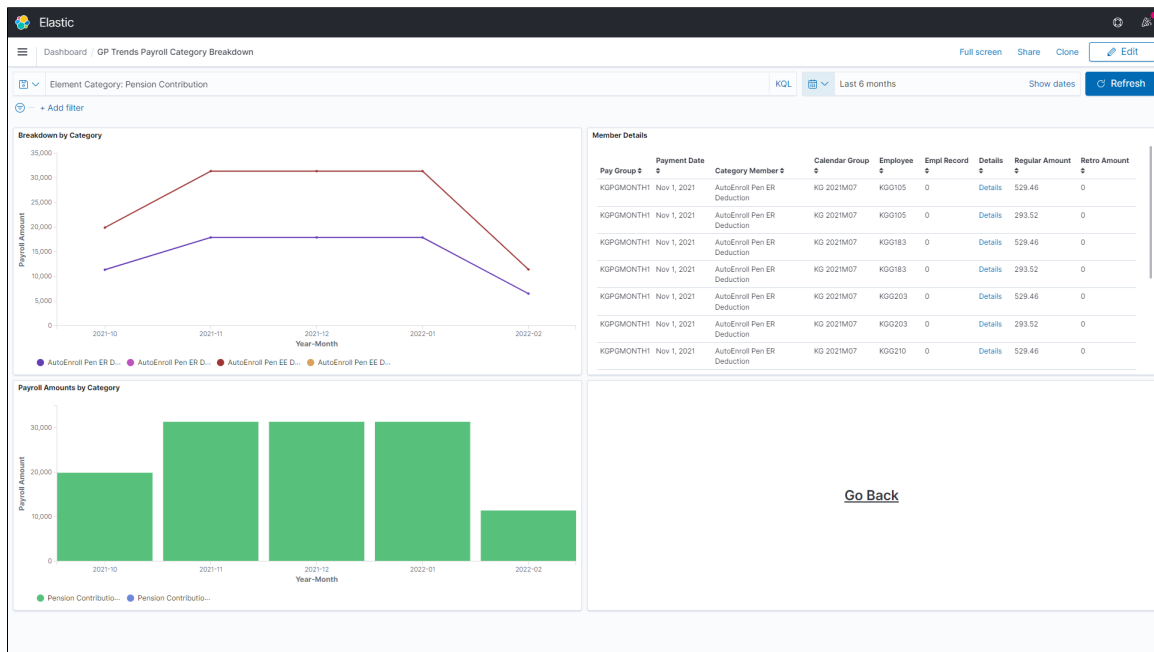 Elastic
Dashboard / GP Trends Payroll Category Breakdown
Full screen Share Clone Edit
Element Category: Pension Contribution
KQL
Last 6 months
Show dates
Refresh
+ Add filter
Breakdown by Category
35,000
30,000
25,000
20,000
15,000
10,000
5,000
0
Payroll Amount
2021-10 2021-11 2021-12 2022-01 2022-02
Year-Month
AutoEnroll Pen ER D... AutoEnroll Pen ER D... AutoEnroll Pen EE D... AutoEnroll Pen EE D...
Member Details
Pay Group Payment Date Category Member Calendar Group Employee Empl Record Details Regular Amount Retro Amount
KGPGMONTH1 Nov 1, 2021 AutoEnroll Pen ER KG 2021M07 KGG105 0 Details 529.46 0
Deduction
KGPGMONTH1 Nov 1, 2021 AutoEnroll Pen ER KG 2021M07 KGG105 0 Details 293.52 0
Deduction
KGPGMONTH1 Nov 1, 2021 AutoEnroll Pen ER KG 2021M07 KGG183 0 Details 529.46 0
Deduction
KGPGMONTH1 Nov 1, 2021 AutoEnroll Pen ER KG 2021M07 KGG183 0 Details 293.52 0
Deduction
KGPGMONTH1 Nov 1, 2021 AutoEnroll Pen ER KG 2021M07 KGG203 0 Details 529.46 0
Deduction
KGPGMONTH1 Nov 1, 2021 AutoEnroll Pen ER KG 2021M07 KGG203 0 Details 293.52 0
Deduction
KGPGMONTH1 Nov 1, 2021 AutoEnroll Pen ER KG 2021M07 KGG210 0 Details 529.46 0
Deduction
Payroll Amounts by Category
30,000
20,000
10,000
0
Payroll Amount
2021-10 2021-11 2021-12 2022-01 2022-02
Year-Month
Pension Contributio... Pension Contributio...
Go Back